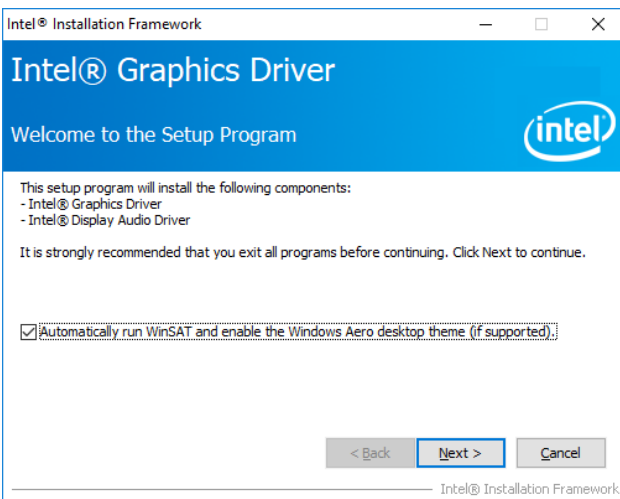 Intel® Installation Framework
Intel® Graphics Driver
Welcome to the Setup Program
intel
This setup program will install the following components:
- Intel® Graphics Driver
- Intel® Display Audio Driver
It is strongly recommended that you exit all programs before continuing. Click Next to continue.
Automatically run WinSAT and enable the Windows Aero desktop theme (if supported).
< Back Next > Cancel
Intel® Installation Framework